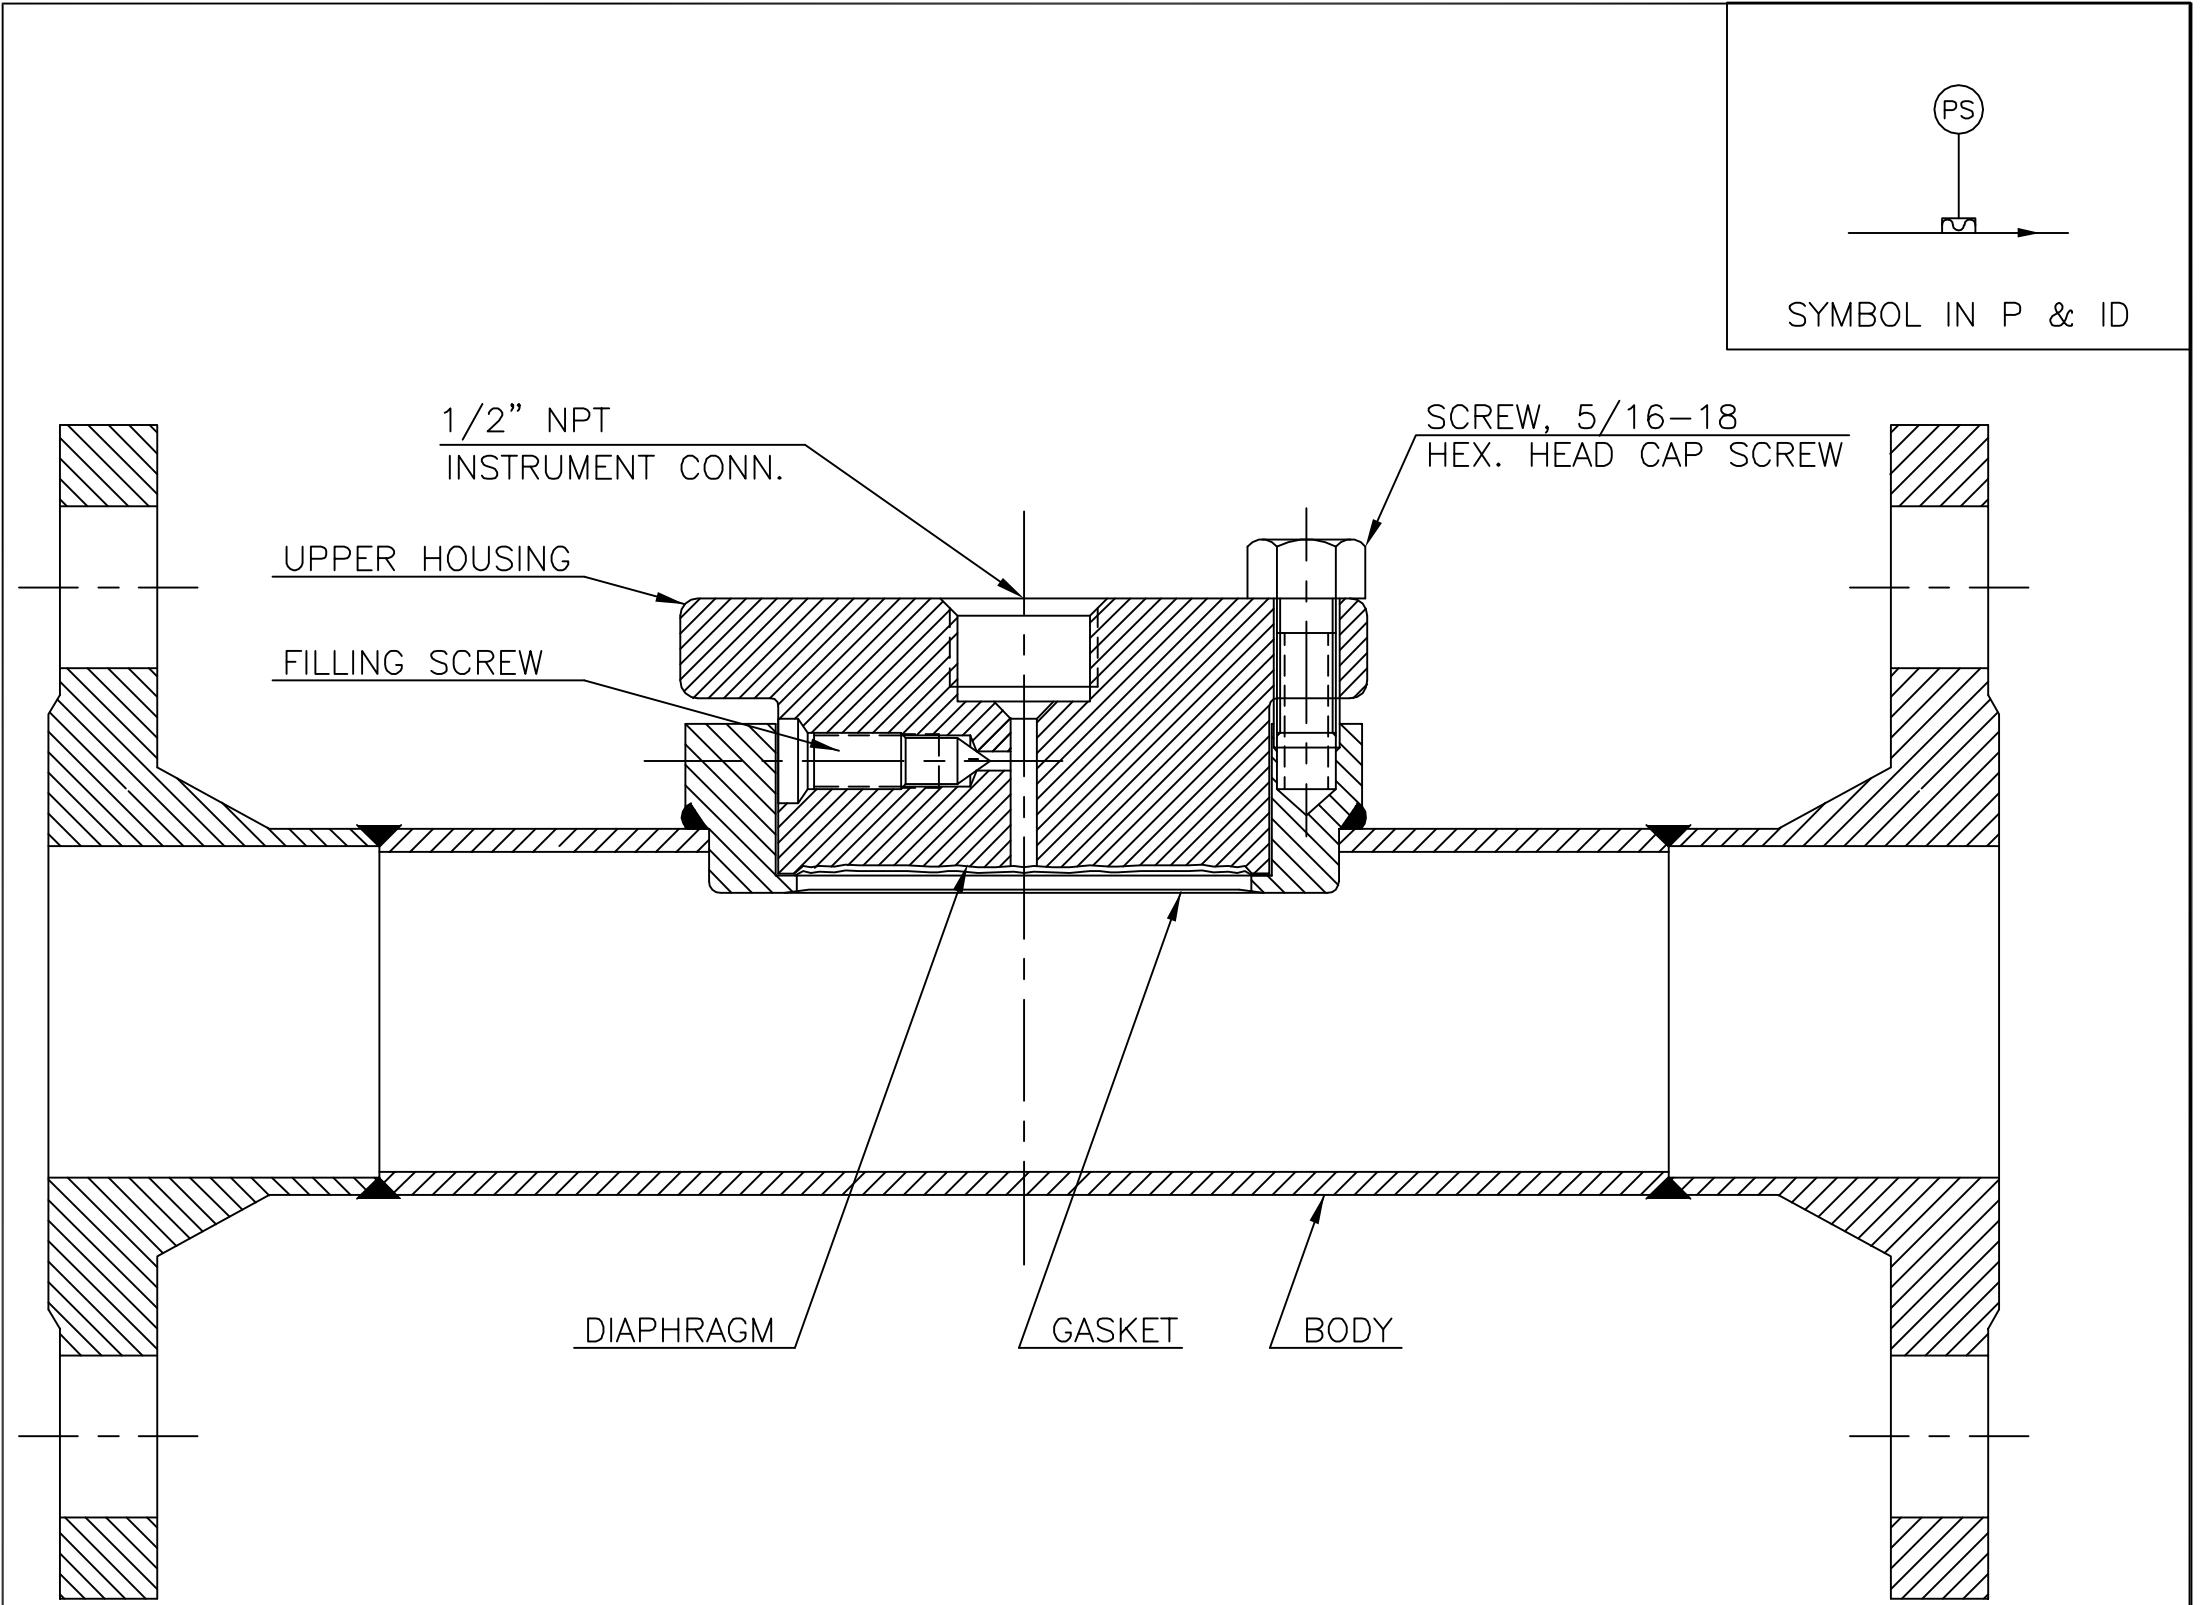 PS
SYMBOL IN P & ID
1/2" NPT
INSTRUMENT CONN.
SCREW, 5/16-18
HEX. HEAD CAP SCREW
UPPER HOUSING
FILLING SCREW
DIAPHRAGM
GASKET
BODY